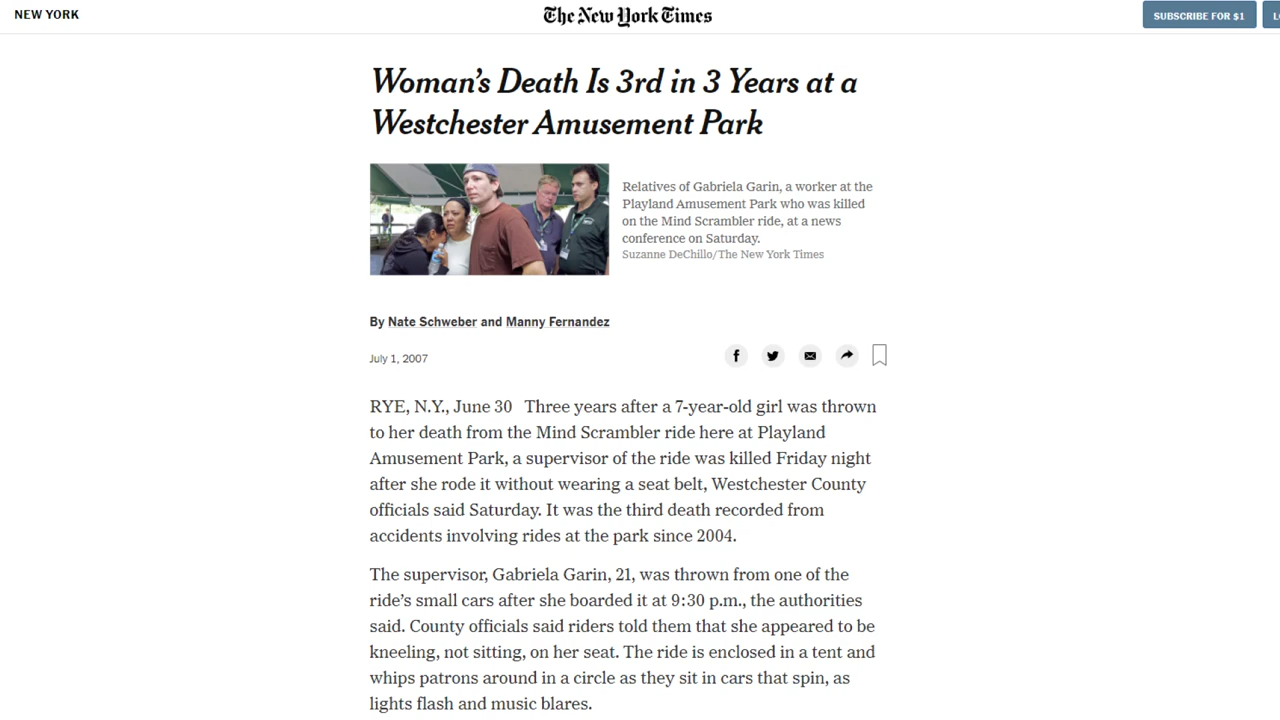 NEW YORK
The New York Times
SUBSCRIBE FOR $1
Woman's Death Is 3rd in 3 Years at a
Westchester Amusement Park
Relatives of Gabriela Garin, a worker at the
Playland Amusement Park who was killed
on the Mind Scrambler ride, at a news
conference on Saturday.
Suzanne DeChillo/The New York Times
By Nate Schweber and Manny Fernandez
July 1, 2007
RYE, N.Y., June 30 Three years after a 7-year-old girl was thrown
to her death from the Mind Scrambler ride here at Playland
Amusement Park, a supervisor of the ride was killed Friday night
after she rode it without wearing a seat belt, Westchester County
officials said Saturday. It was the third death recorded from
accidents involving rides at the park since 2004.
The supervisor, Gabriela Garin, 21, was thrown from one of the
ride's small cars after she boarded it at 9:30 p.m., the authorities
said. County officials said riders told them that she appeared to be
kneeling, not sitting, on her seat. The ride is enclosed in a tent and
whips patrons around in a circle as they sit in cars that spin, as
lights flash and music blares.